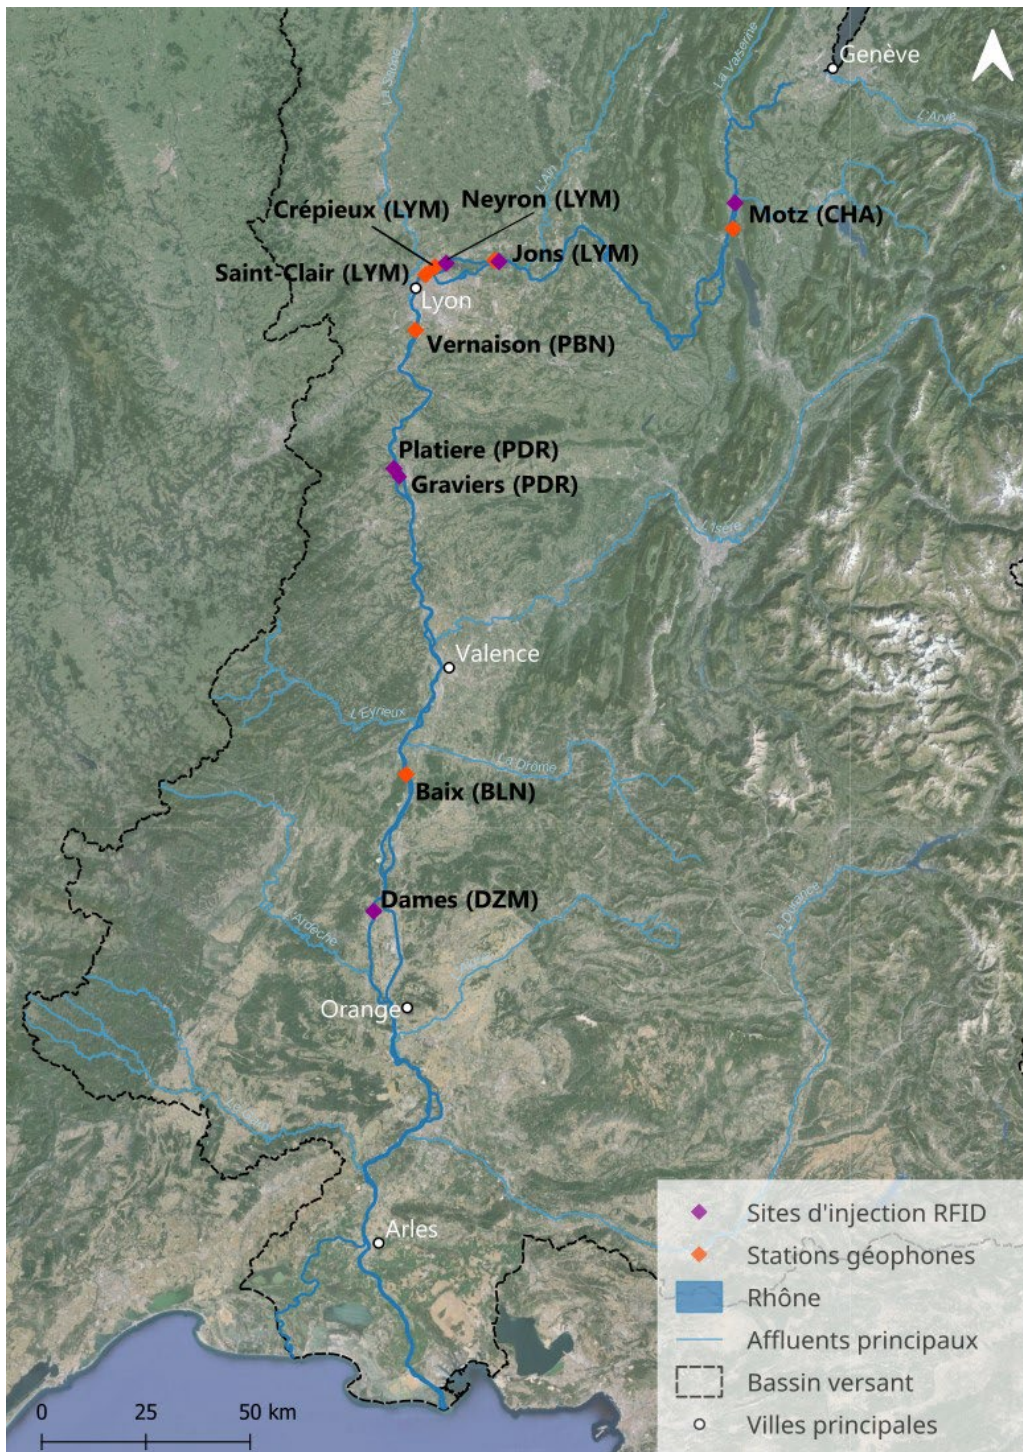 La Saône
La Valserine
Genève
L'Arve
L'Ain
Neyron (LYM)
Crépieux (LYM)
Motz (CHA)
Jons (LYM)
Saint-Clair (LYM)
Lyon
Vernaison (PBN)
Platiere (PDR)
Graviers (PDR)
L'Isère
Valence
L'Eyrieux
La Drôme
Baix (BLN)
Dames (DZM)
L'Ardèche
La Durance
Orange
Arles
Sites d'injection RFID
Stations géophones
Rhône
Affluents principaux
Bassin versant
Villes principales
0 25 50 km